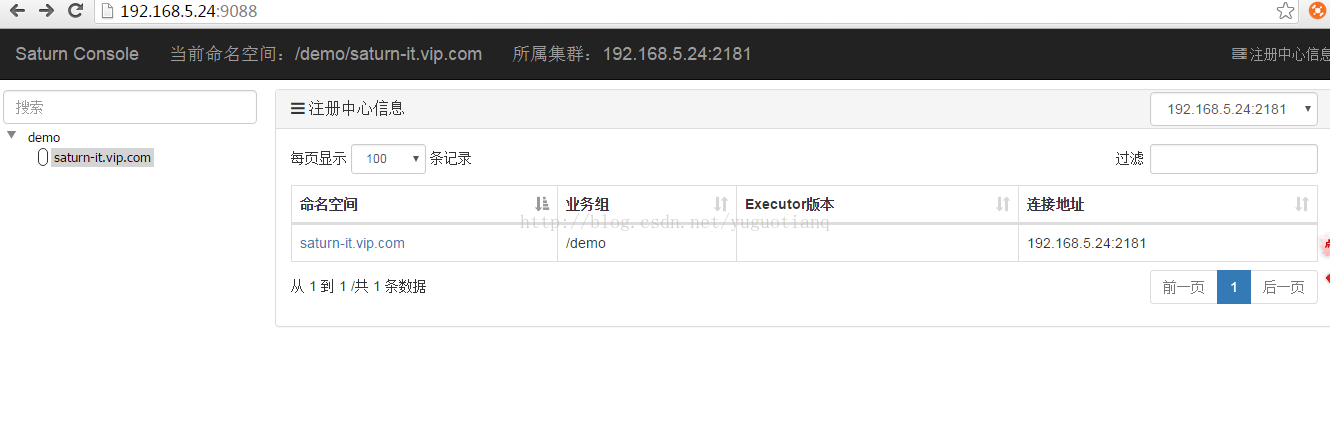 192.168.5.24:9088
Saturn Console 当前命名空间：/demo/saturn-it.vip.com 所属集群：192.168.5.24:2181 注册中心信息
搜索
demo
saturn-it.vip.com
注册中心信息 192.168.5.24:2181
每页显示 100 条记录 过滤
命名空间 业务组 Executor版本 连接地址
http://blog.csdn.net/yuguotianq
saturn-it.vip.com /demo 192.168.5.24:2181
从 1 到 1 /共 1 条数据 前一页 1 后一页